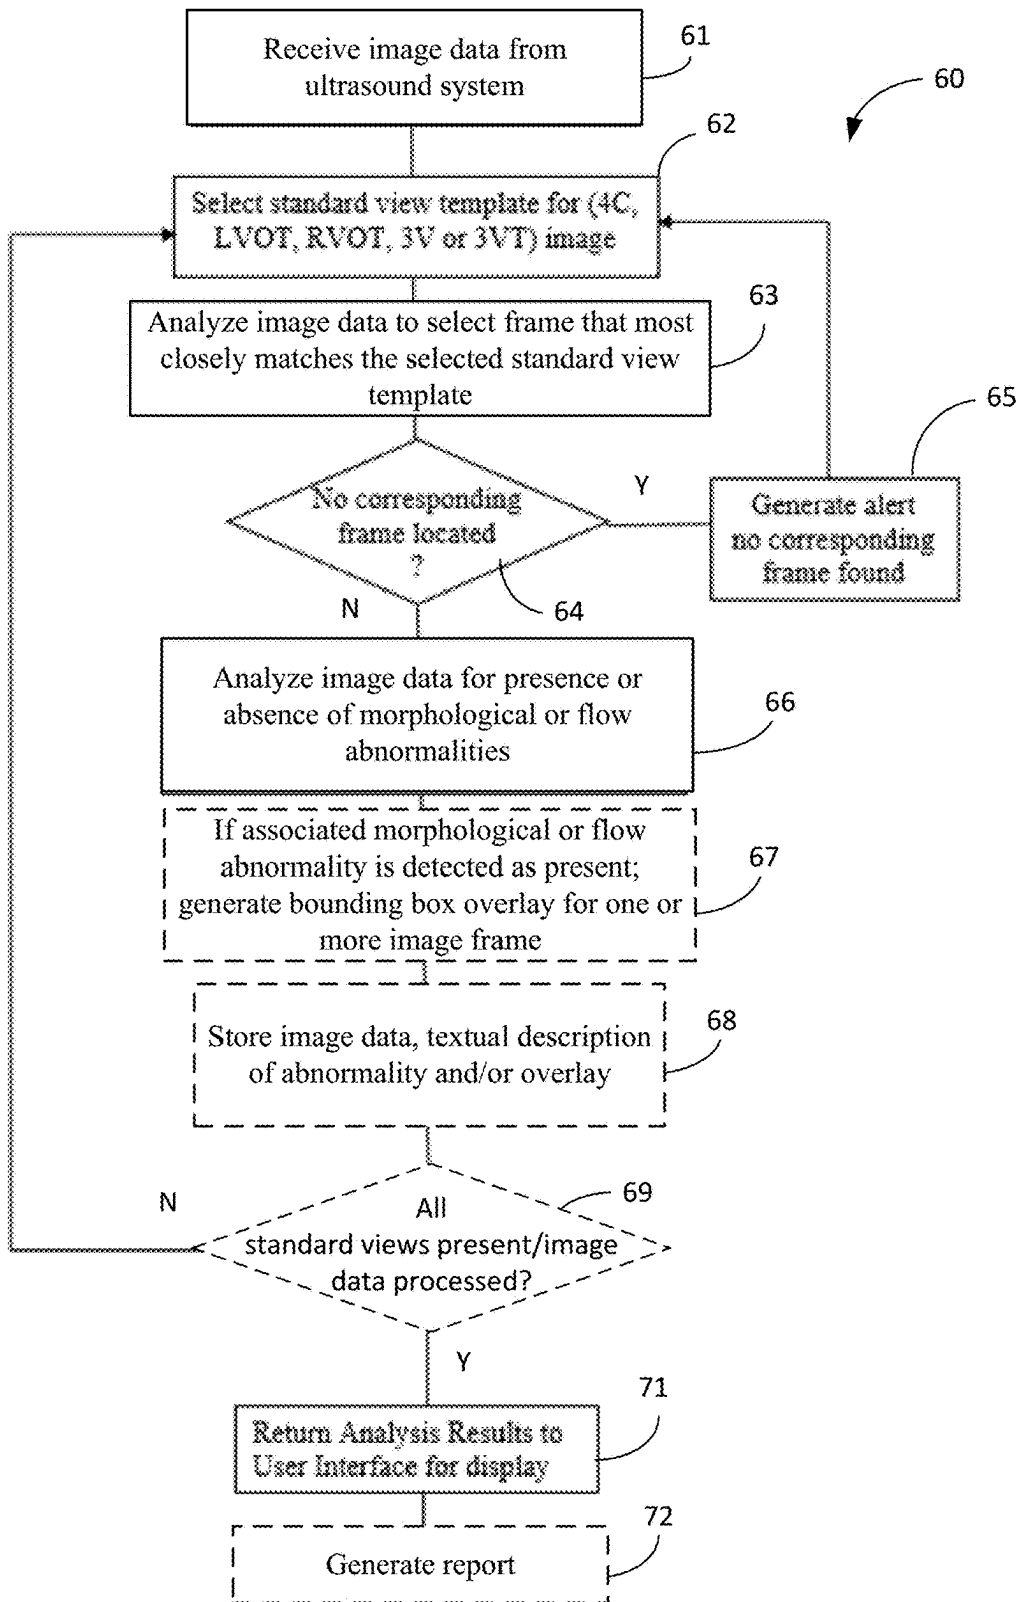 Receive image data from
ultrasound system
61
60
62
Select standard view template for (4C,
LVOT, RVOT, 3V or 3VT) image
63
Analyze image data to select frame that most
closely matches the selected standard view
template
65
No corresponding
frame located
?
Y
Generate alert
no corresponding
frame found
N
64
Analyze image data for presence or
absence of morphological or flow
abnormalities
66
If associated morphological or flow
abnormality is detected as present;
generate bounding box overlay for one or
more image frame
67
Store image data, textual description
of abnormality and/or overlay
68
N
69
All
standard views present/image
data processed?
Y
71
Return Analysis Results to
User Interface for display
72
Generate report